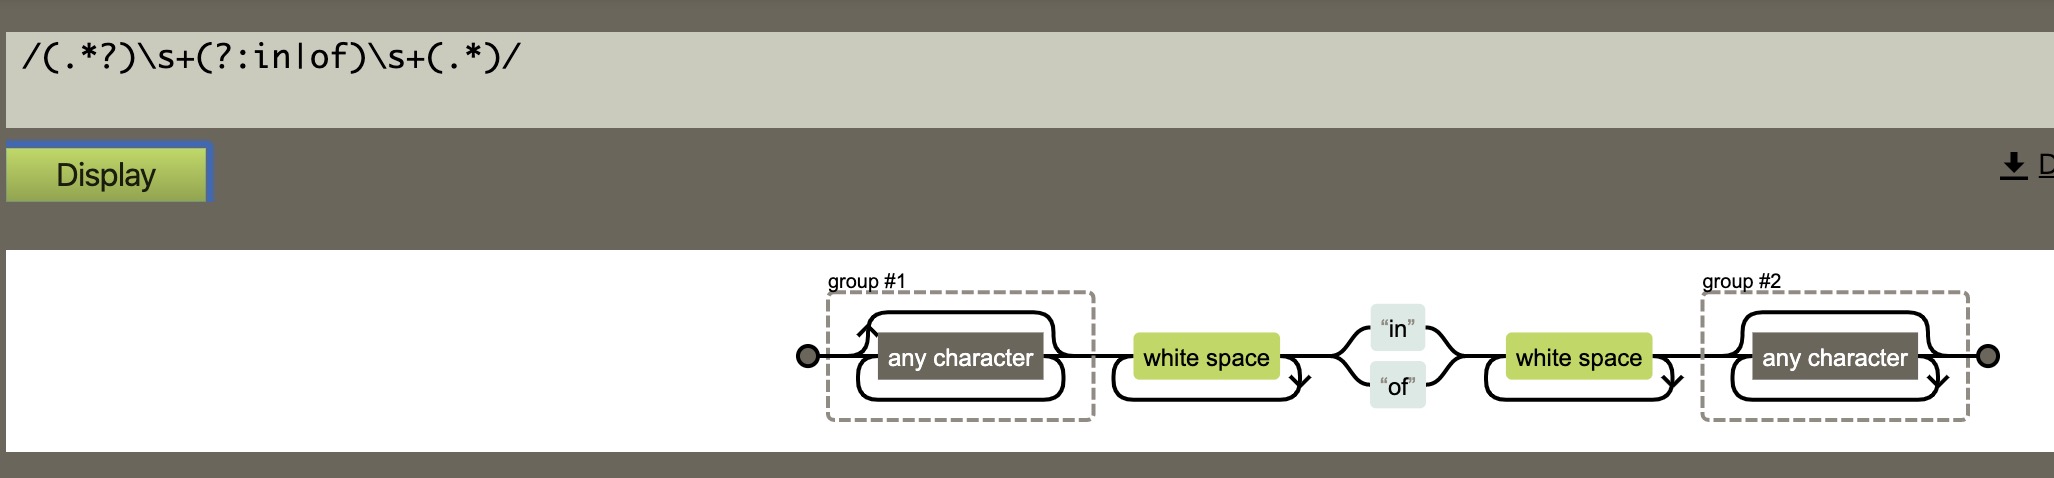 /(.*?)\s+(?:in|of)\s+(.*)/
Display
D
group #1
group #2
any character
white space
“in”
“of”
white space
any character